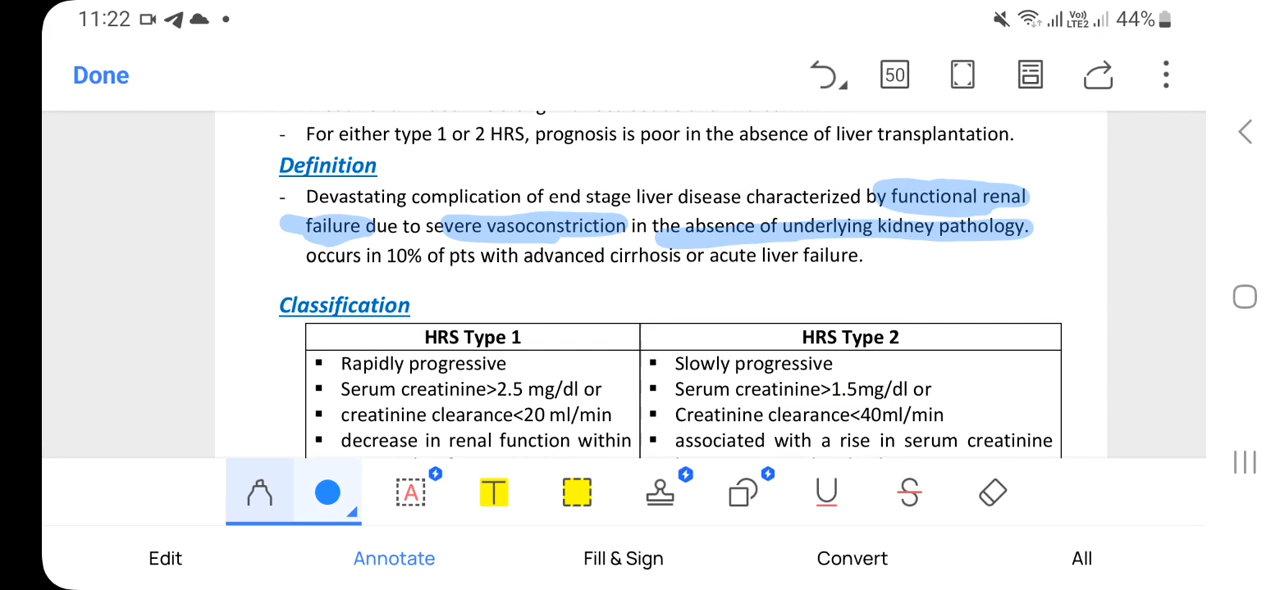 11:22 Vo) LTE2 44%
Done 50
- For either type 1 or 2 HRS, prognosis is poor in the absence of liver transplantation.
Definition
- Devastating complication of end stage liver disease characterized by functional renal
failure due to severe vasoconstriction in the absence of underlying kidney pathology.
occurs in 10% of pts with advanced cirrhosis or acute liver failure.
Classification
HRS Type 1 HRS Type 2
▪ Rapidly progressive ▪ Slowly progressive
▪ Serum creatinine>2.5 mg/dl or ▪ Serum creatinine>1.5mg/dl or
▪ creatinine clearance<20 ml/min ▪ Creatinine clearance<40ml/min
▪ decrease in renal function within ▪ associated with a rise in serum creatinine
A T U S
Edit Annotate Fill & Sign Convert All